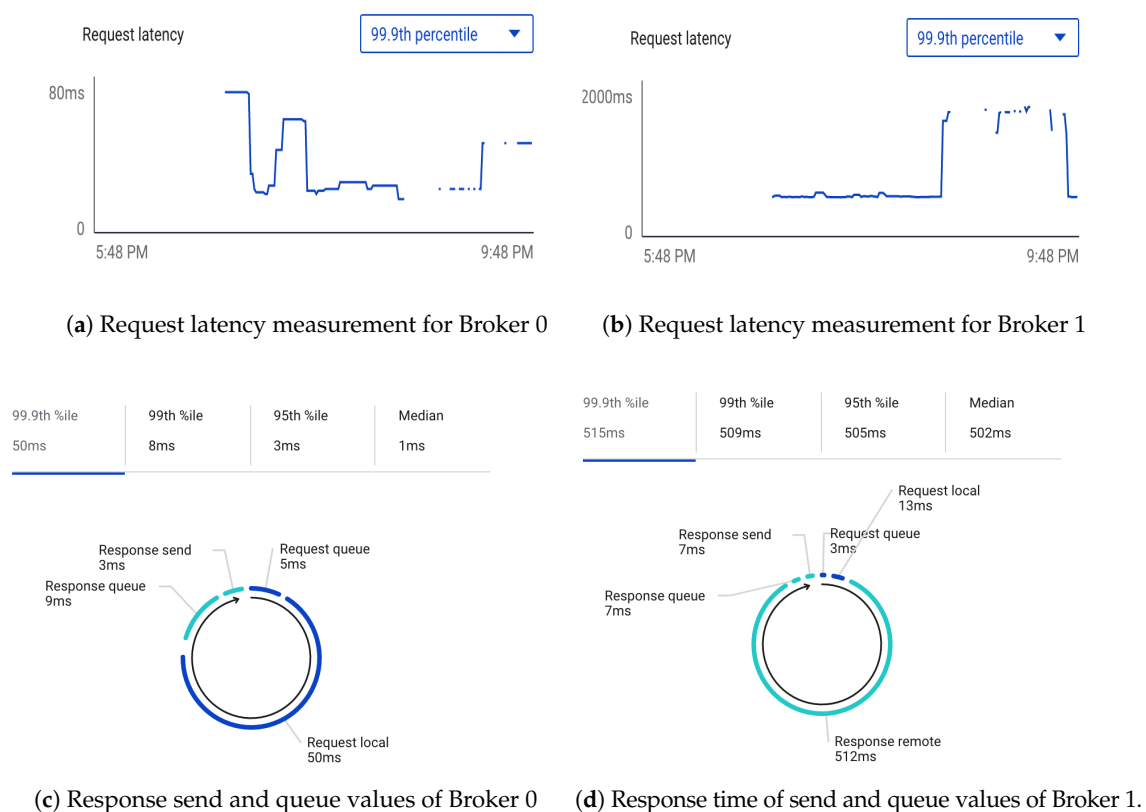 Request latency
99.9th percentile
80ms
0
5:48 PM
9:48 PM
(a) Request latency measurement for Broker 0
Request latency
99.9th percentile
2000ms
0
5:48 PM
9:48 PM
(b) Request latency measurement for Broker 1
99.9th %ile 99th %ile 95th %ile Median
50ms 8ms 3ms 1ms
Response send
3ms
Request queue
5ms
Response queue
9ms
Request local
50ms
(c) Response send and queue values of Broker 0
99.9th %ile 99th %ile 95th %ile Median
515ms 509ms 505ms 502ms
Request local
13ms
Response send
7ms
Request queue
3ms
Response queue
7ms
Response remote
512ms
(d) Response time of send and queue values of Broker 1.